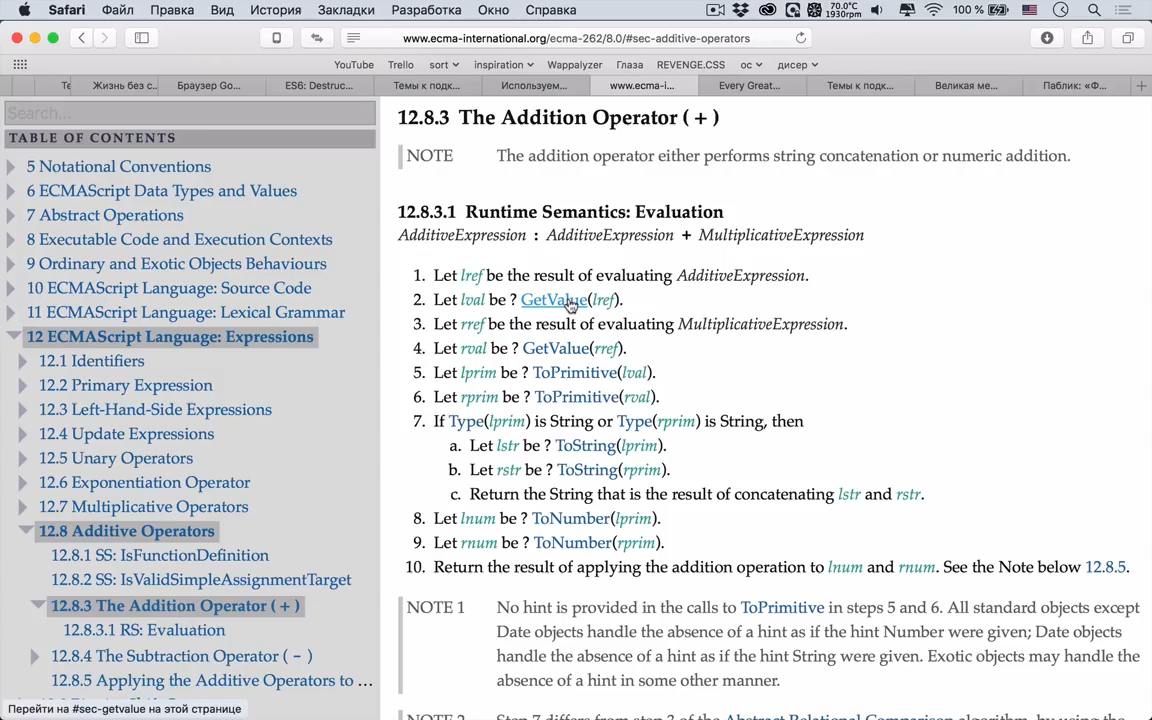 Safari Файл Правка Вид История Закладки Разработка Окно Справка 70.0°C 1930rpm 100 %
www.ecma-international.org/ecma-262/8.0/#sec-additive-operators
YouTube Trello sort inspiration Wappalyzer Глаза REVENGE.CSS ос дисер
Те Жизнь без с... Браузер Go... ES6: Destruc... Темы к подк... Используем... www.ecma-i... Every Great... Темы к подк... Великая ме... Паблик: «Ф...
Search...
TABLE OF CONTENTS
5 Notational Conventions
6 ECMAScript Data Types and Values
7 Abstract Operations
8 Executable Code and Execution Contexts
9 Ordinary and Exotic Objects Behaviours
10 ECMAScript Language: Source Code
11 ECMAScript Language: Lexical Grammar
12 ECMAScript Language: Expressions
12.1 Identifiers
12.2 Primary Expression
12.3 Left-Hand-Side Expressions
12.4 Update Expressions
12.5 Unary Operators
12.6 Exponentiation Operator
12.7 Multiplicative Operators
12.8 Additive Operators
12.8.1 SS: IsFunctionDefinition
12.8.2 SS: IsValidSimpleAssignmentTarget
12.8.3 The Addition Operator ( + )
12.8.3.1 RS: Evaluation
12.8.4 The Subtraction Operator ( - )
12.8.5 Applying the Additive Operators to ...
Перейти на #sec-getvalue на этой странице
12.8.3 The Addition Operator ( + )
NOTE The addition operator either performs string concatenation or numeric addition.
12.8.3.1 Runtime Semantics: Evaluation
AdditiveExpression : AdditiveExpression + MultiplicativeExpression
1. Let lref be the result of evaluating AdditiveExpression.
2. Let lval be ? GetValue(lref).
3. Let rref be the result of evaluating MultiplicativeExpression.
4. Let rval be ? GetValue(rref).
5. Let lprim be ? ToPrimitive(lval).
6. Let rprim be ? ToPrimitive(rval).
7. If Type(lprim) is String or Type(rprim) is String, then
a. Let lstr be ? ToString(lprim).
b. Let rstr be ? ToString(rprim).
c. Return the String that is the result of concatenating lstr and rstr.
8. Let lnum be ? ToNumber(lprim).
9. Let rnum be ? ToNumber(rprim).
10. Return the result of applying the addition operation to lnum and rnum. See the Note below 12.8.5.
NOTE 1 No hint is provided in the calls to ToPrimitive in steps 5 and 6. All standard objects except
Date objects handle the absence of a hint as if the hint Number were given; Date objects
handle the absence of a hint as if the hint String were given. Exotic objects may handle the
absence of a hint in some other manner.
NOTE 2 Step 7 differs from step 3 of the Abstract Relational Comparison algorithm, by using the